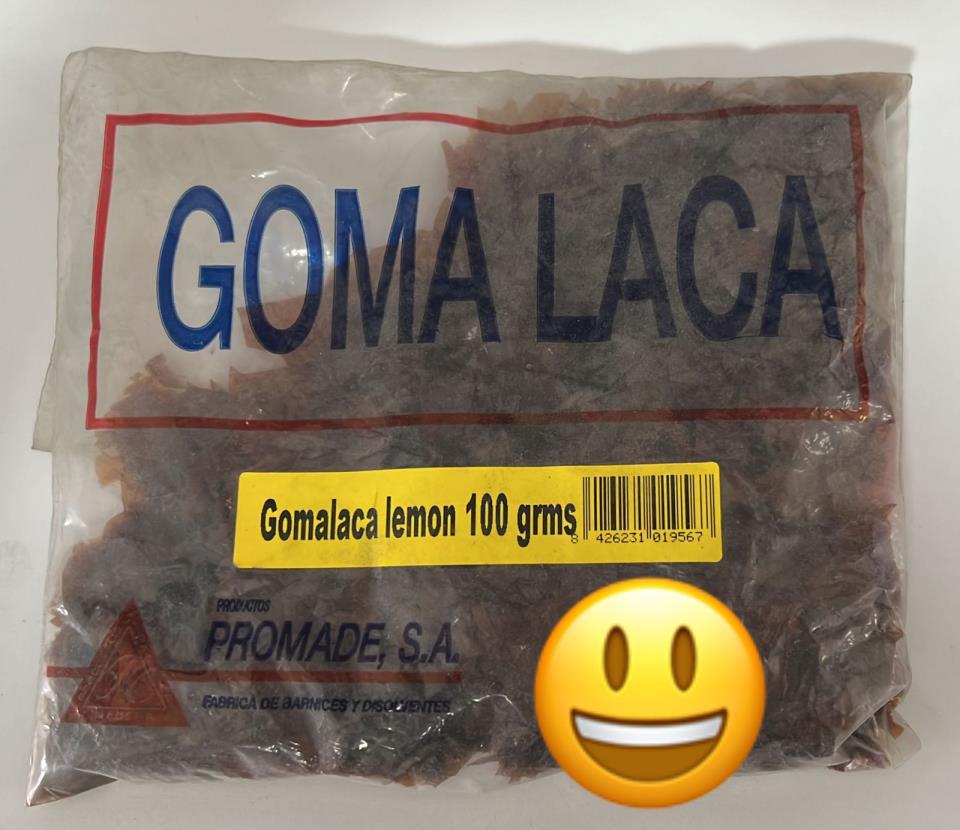 GOMA LACA
Gomalaca lemon 100 grms
8 426231 019567
PRODUCTOS
PROMADE, S.A.
FABRICA DE BARNICES Y DISOLVENTES